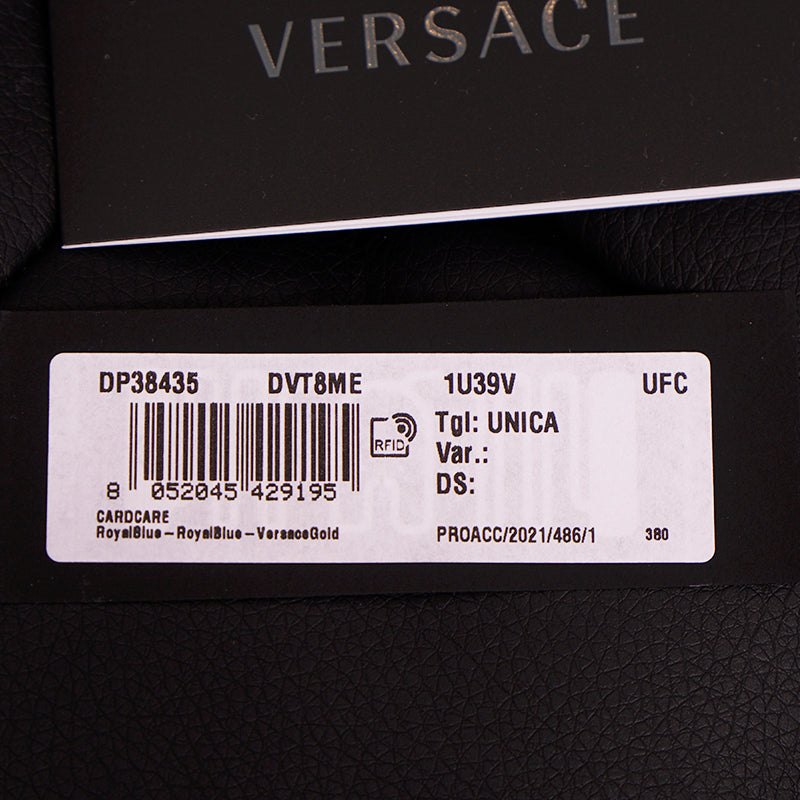 VERSACE
DP38435 DVT8ME 1U39V UFC
RFID
Tgl: UNICA
Var.:
DS:
8 052045 429195
CARDCARE
RoyalBlue-RoyalBlue-VersaceGold
PROACC/2021/486/1 380